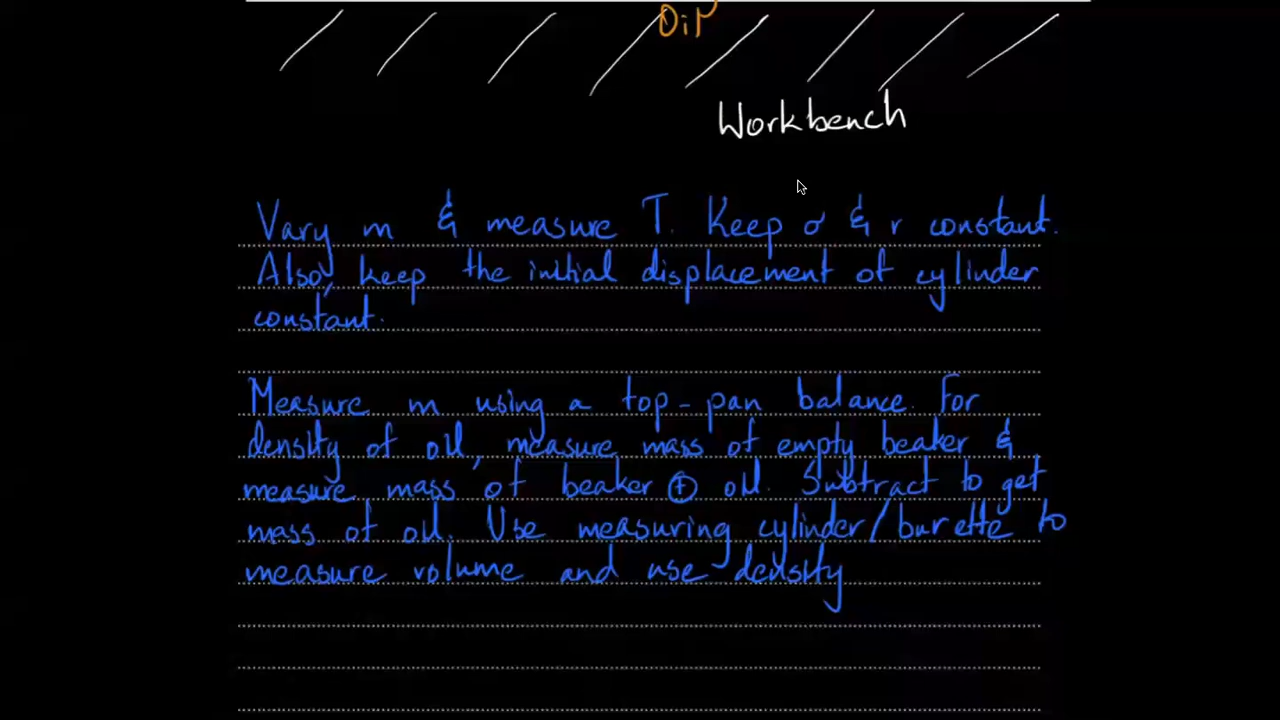 Oil
Workbench
Vary m & measure T. Keep σ & r constant.
Also, keep the initial displacement of cylinder
constant.
Measure m using a top-pan balance. For
density of oil, measure mass of empty beaker &
measure mass of beaker ⊕ oil. Subtract to get
mass of oil. Use measuring cylinder/burette to
measure volume and use density